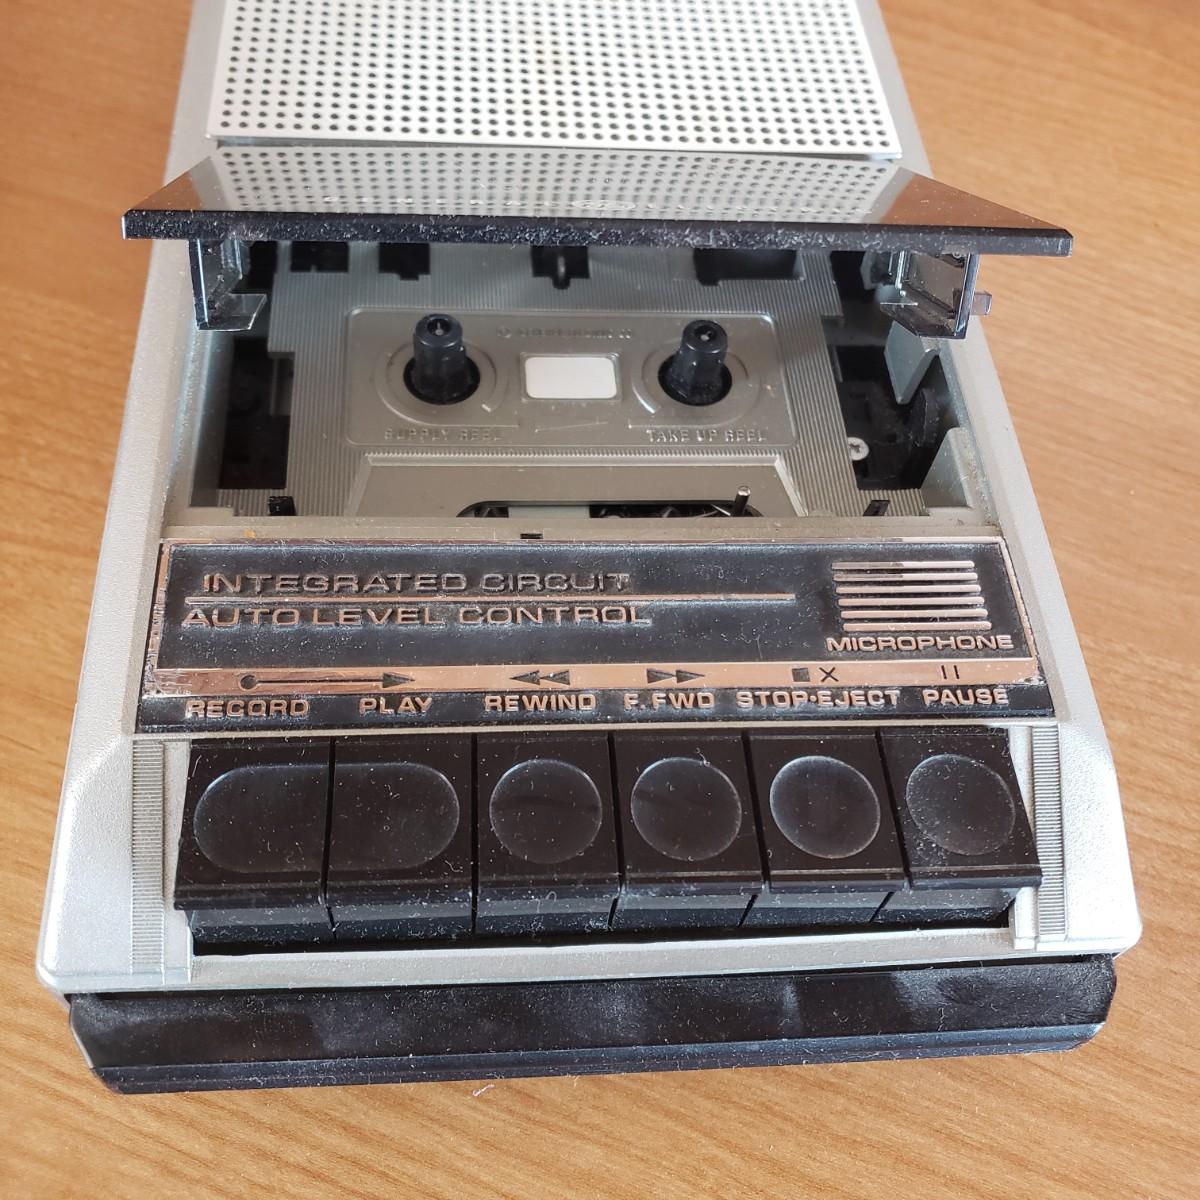 SUPPLY REEL
TAKE UP REEL
INTEGRATED CIRCUIT
AUTO LEVEL CONTROL
MICROPHONE
RECORD PLAY REWIND F.FWD STOP·EJECT PAUSE